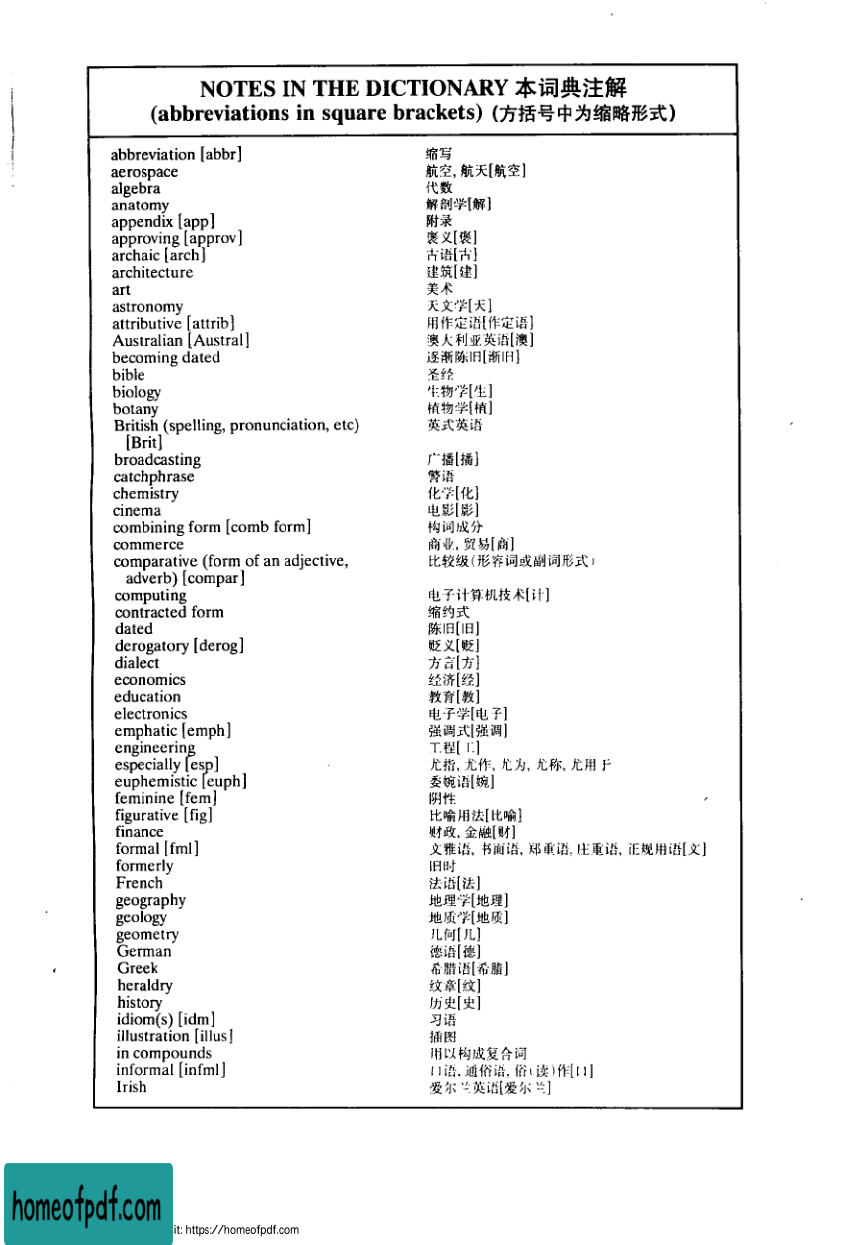 NOTES IN THE DICTIONARY 本词典注解
(abbreviations in square brackets) (方括号中为缩略形式)
abbreviation [abbr] 缩写
aerospace 航空, 航天[航空]
algebra 代数
anatomy 解剖学[解]
appendix [app] 附录
approving [approv] 褒义[褒]
archaic [arch] 古语[古]
architecture 建筑[建]
art 美术
astronomy 天文学[天]
attributive [attrib] 用作定语[作定语]
Australian [Austral] 澳大利亚英语[澳]
becoming dated 逐渐陈旧[渐旧]
bible 圣经
biology 生物学[生]
botany 植物学[植]
British (spelling, pronunciation, etc) 英式英语
[Brit]
broadcasting 广播[播]
catchphrase 警语
chemistry 化学[化]
cinema 电影[影]
combining form [comb form] 构词成分
commerce 商业, 贸易[商]
comparative (form of an adjective, 比较级(形容词或副词形式)
adverb) [compar]
computing 电子计算机技术[计]
contracted form 缩约式
dated 陈旧[旧]
derogatory [derog] 贬义[贬]
dialect 方言[方]
economics 经济[经]
education 教育[教]
electronics 电子学[电子]
emphatic [emph] 强调式[强调]
engineering 工程[工]
especially [esp] 尤指, 尤作, 尤为, 尤称, 尤用于
euphemistic [euph] 委婉语[婉]
feminine [fem] 阴性
figurative [fig] 比喻用法[比喻]
finance 财政, 金融[财]
formal [fml] 文雅语, 书面语, 郑重语, 庄重语, 正规用语[文]
formerly 旧时
French 法语[法]
geography 地理学[地理]
geology 地质学[地质]
geometry 几何[几]
German 德语[德]
Greek 希腊语[希腊]
heraldry 纹章[纹]
history 历史[史]
idiom(s) [idm] 习语
illustration [illus] 插图
in compounds 用以构成复合词
informal [infml] 口语, 通俗语, 俗(读)作[口]
Irish 爱尔兰英语[爱尔兰]
homeofpdf.com
it: https://homeofpdf.com